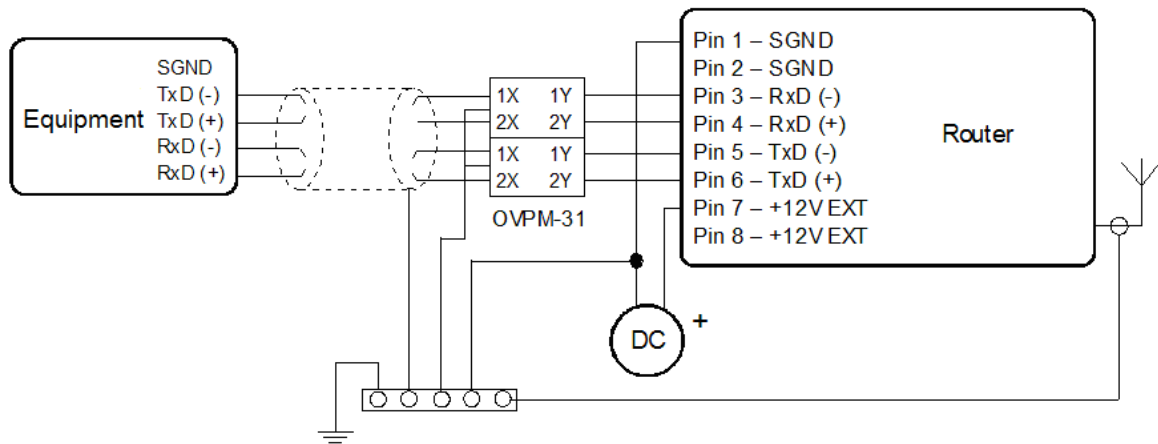 Equipment
SGND
TxD (-)
TxD (+)
RxD (-)
RxD (+)
1X 1Y
2X 2Y
1X 1Y
2X 2Y
OVPM-31
Pin 1 – SGND
Pin 2 – SGND
Pin 3 – RxD (-)
Pin 4 – RxD (+)
Pin 5 – TxD (-)
Pin 6 – TxD (+)
Pin 7 – +12V EXT
Pin 8 – +12V EXT
Router
DC +